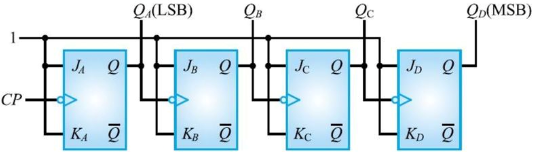 Q_A(LSB) Q_B Q_C Q_D(MSB)
1
J_A Q J_B Q J_C Q J_D Q
CP
K_A Q̅ K_B Q̅ K_C Q̅ K_D Q̅